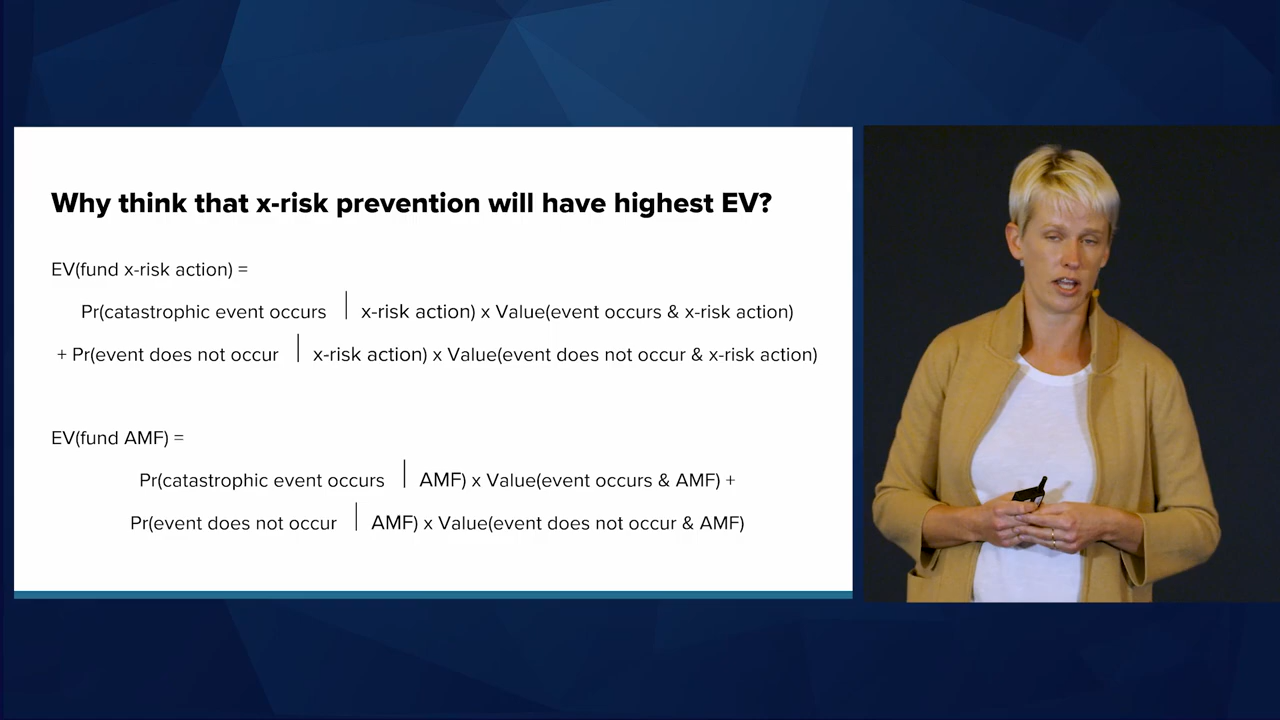 Why think that x-risk prevention will have highest EV?
EV(fund x-risk action) =
Pr(catastrophic event occurs | x-risk action) x Value(event occurs & x-risk action)
+ Pr(event does not occur | x-risk action) x Value(event does not occur & x-risk action)
EV(fund AMF) =
Pr(catastrophic event occurs | AMF) x Value(event occurs & AMF) +
Pr(event does not occur | AMF) x Value(event does not occur & AMF)